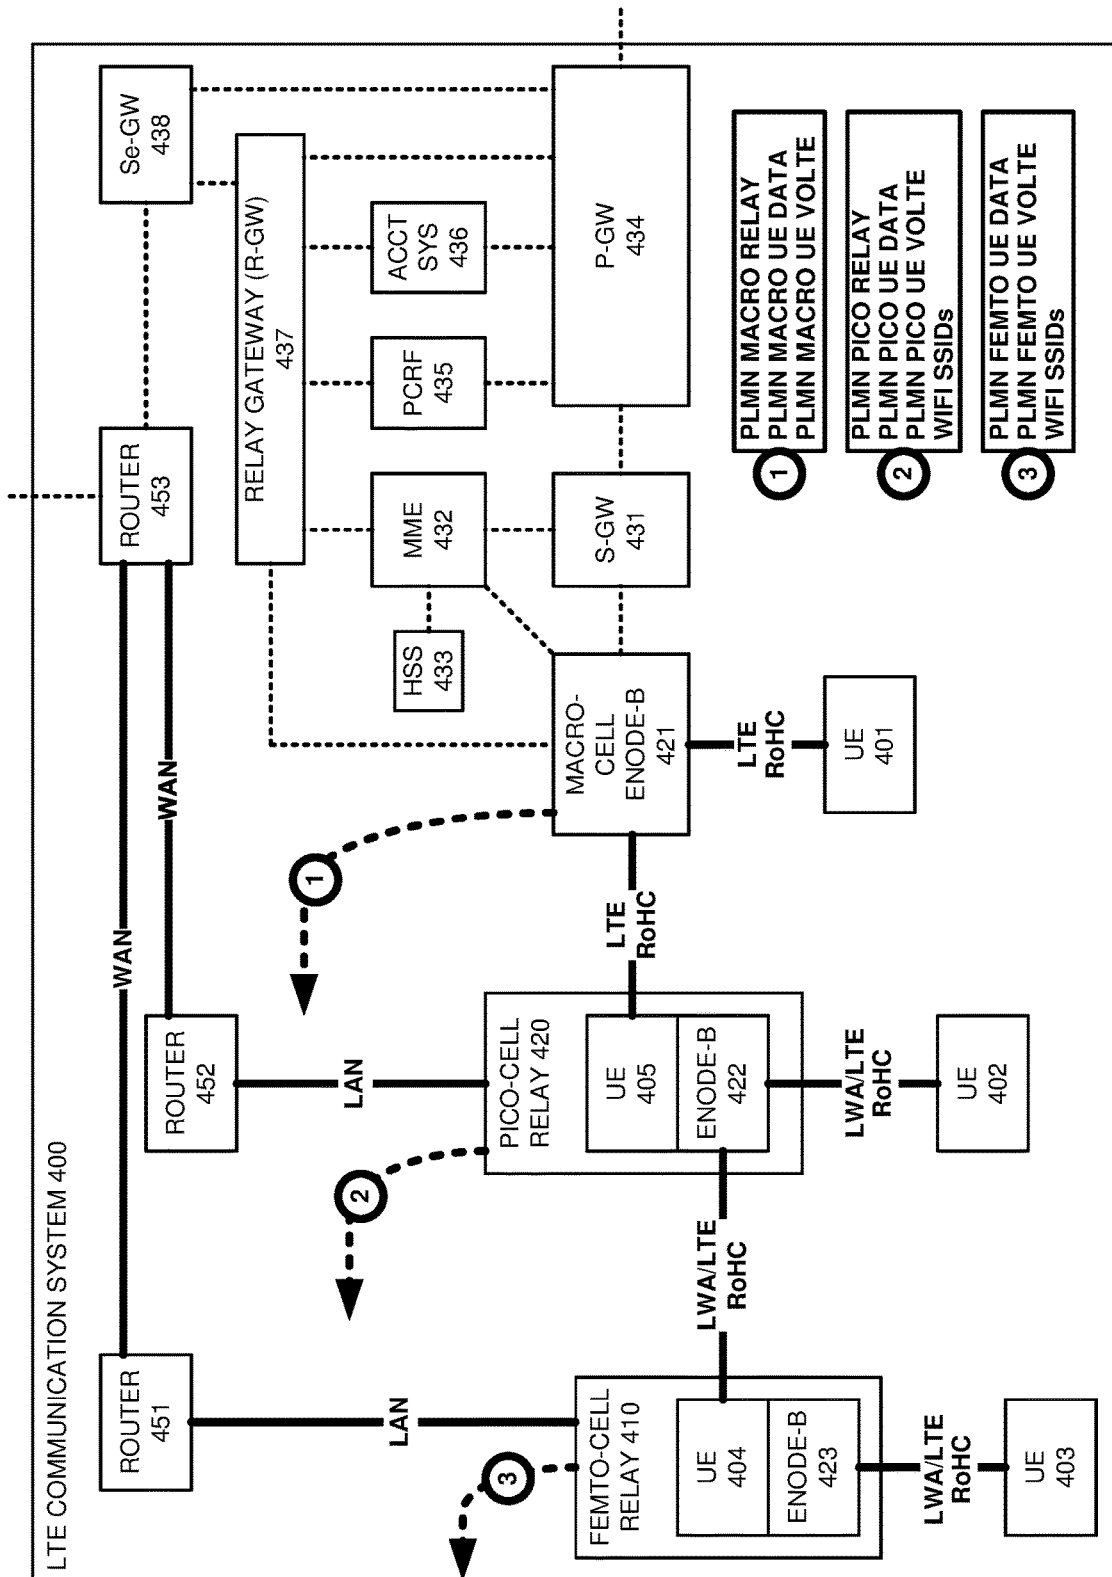 LTE COMMUNICATION SYSTEM 400
ROUTER
451
WAN
ROUTER
452
WAN
ROUTER
453
Se-GW
438
LAN
LAN
RELAY GATEWAY (R-GW)
437
3
2
1
HSS
433
MME
432
PCRF
435
ACCT
SYS
436
FEMTO-CELL
RELAY 410
UE
404
ENODE-B
423
LWA/LTE
RoHC
PICO-CELL
RELAY 420
UE
405
ENODE-B
422
LTE
RoHC
MACRO-
CELL
ENODE-B
421
S-GW
431
P-GW
434
LWA/LTE
RoHC
UE
403
LWA/LTE
RoHC
UE
402
LTE
RoHC
UE
401
1
PLMN MACRO RELAY
PLMN MACRO UE DATA
PLMN MACRO UE VOLTE
2
PLMN PICO RELAY
PLMN PICO UE DATA
PLMN PICO UE VOLTE
WIFI SSIDs
3
PLMN FEMTO UE DATA
PLMN FEMTO UE VOLTE
WIFI SSIDs